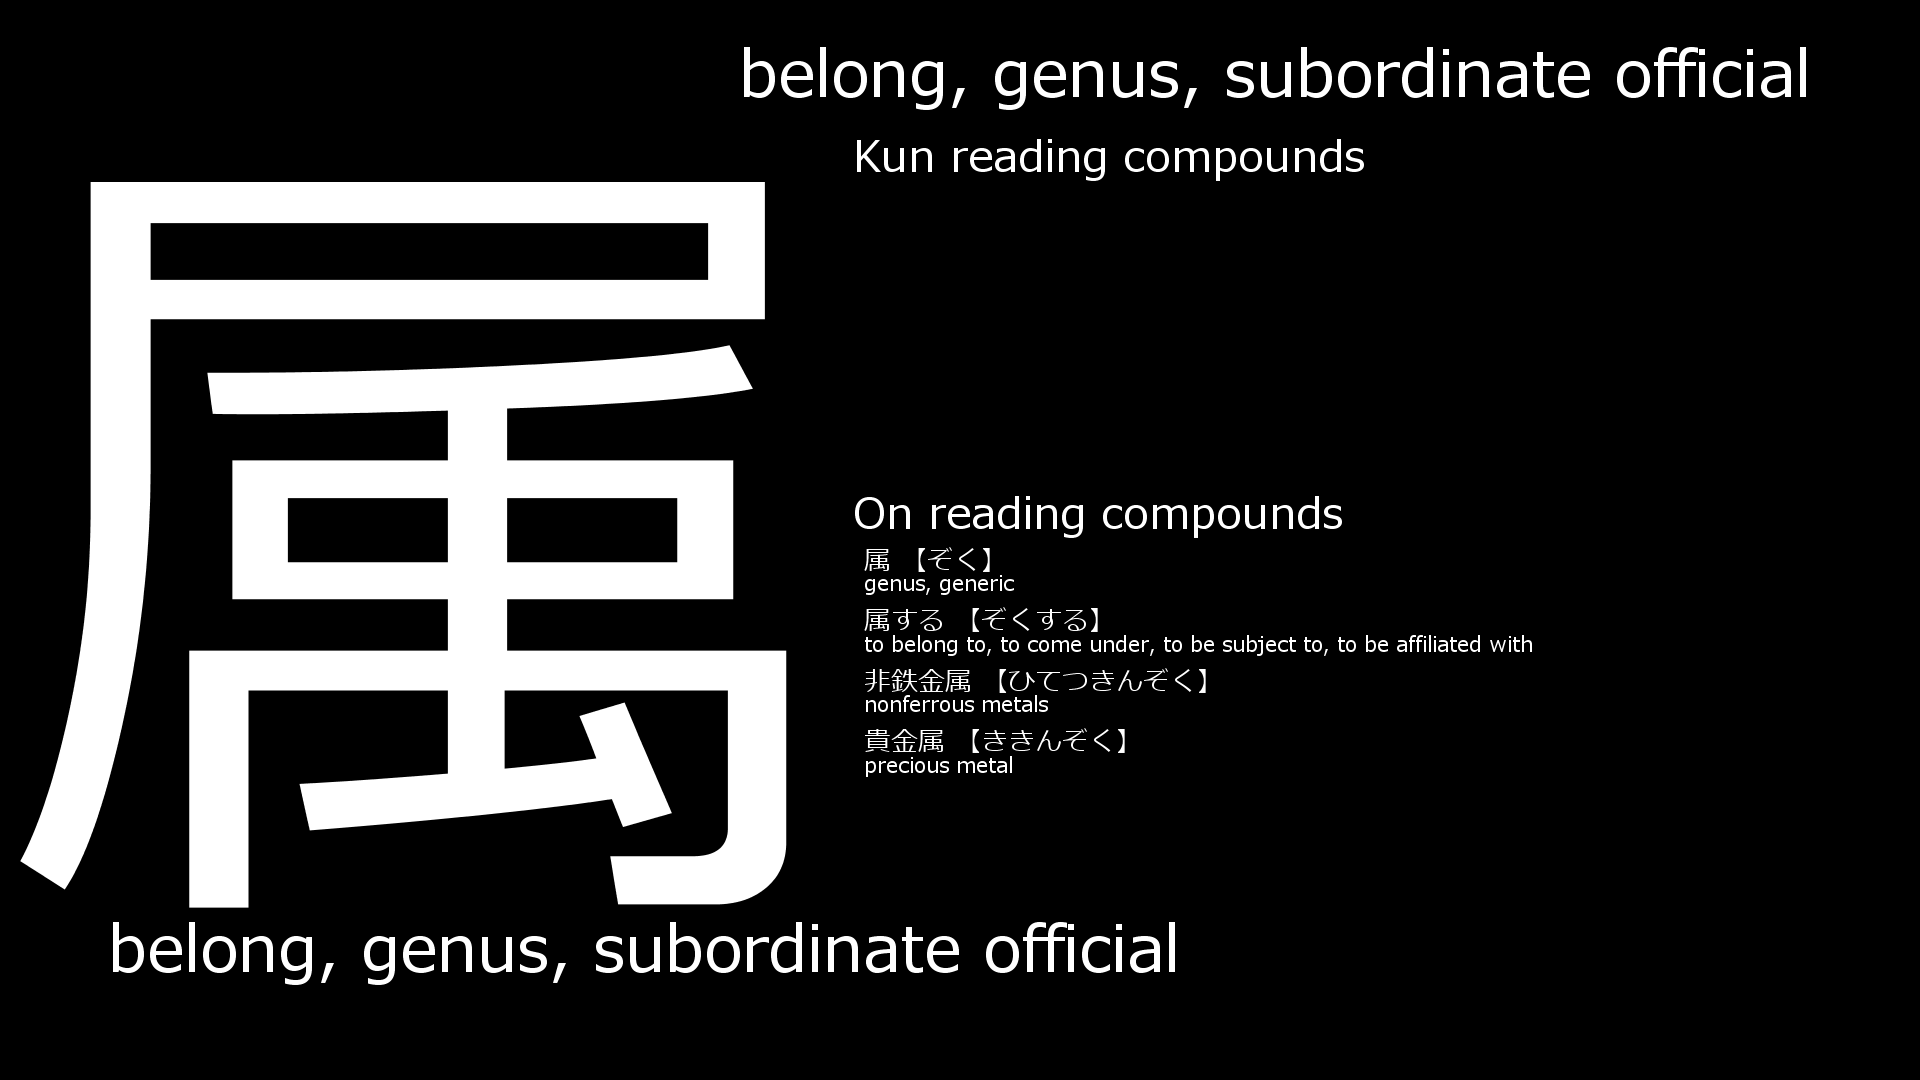 belong, genus, subordinate official
Kun reading compounds
属
On reading compounds
属 【ぞく】
genus, generic
属する 【ぞくする】
to belong to, to come under, to be subject to, to be affiliated with
非鉄金属 【ひてつきんぞく】
nonferrous metals
貴金属 【ききんぞく】
precious metal
belong, genus, subordinate official